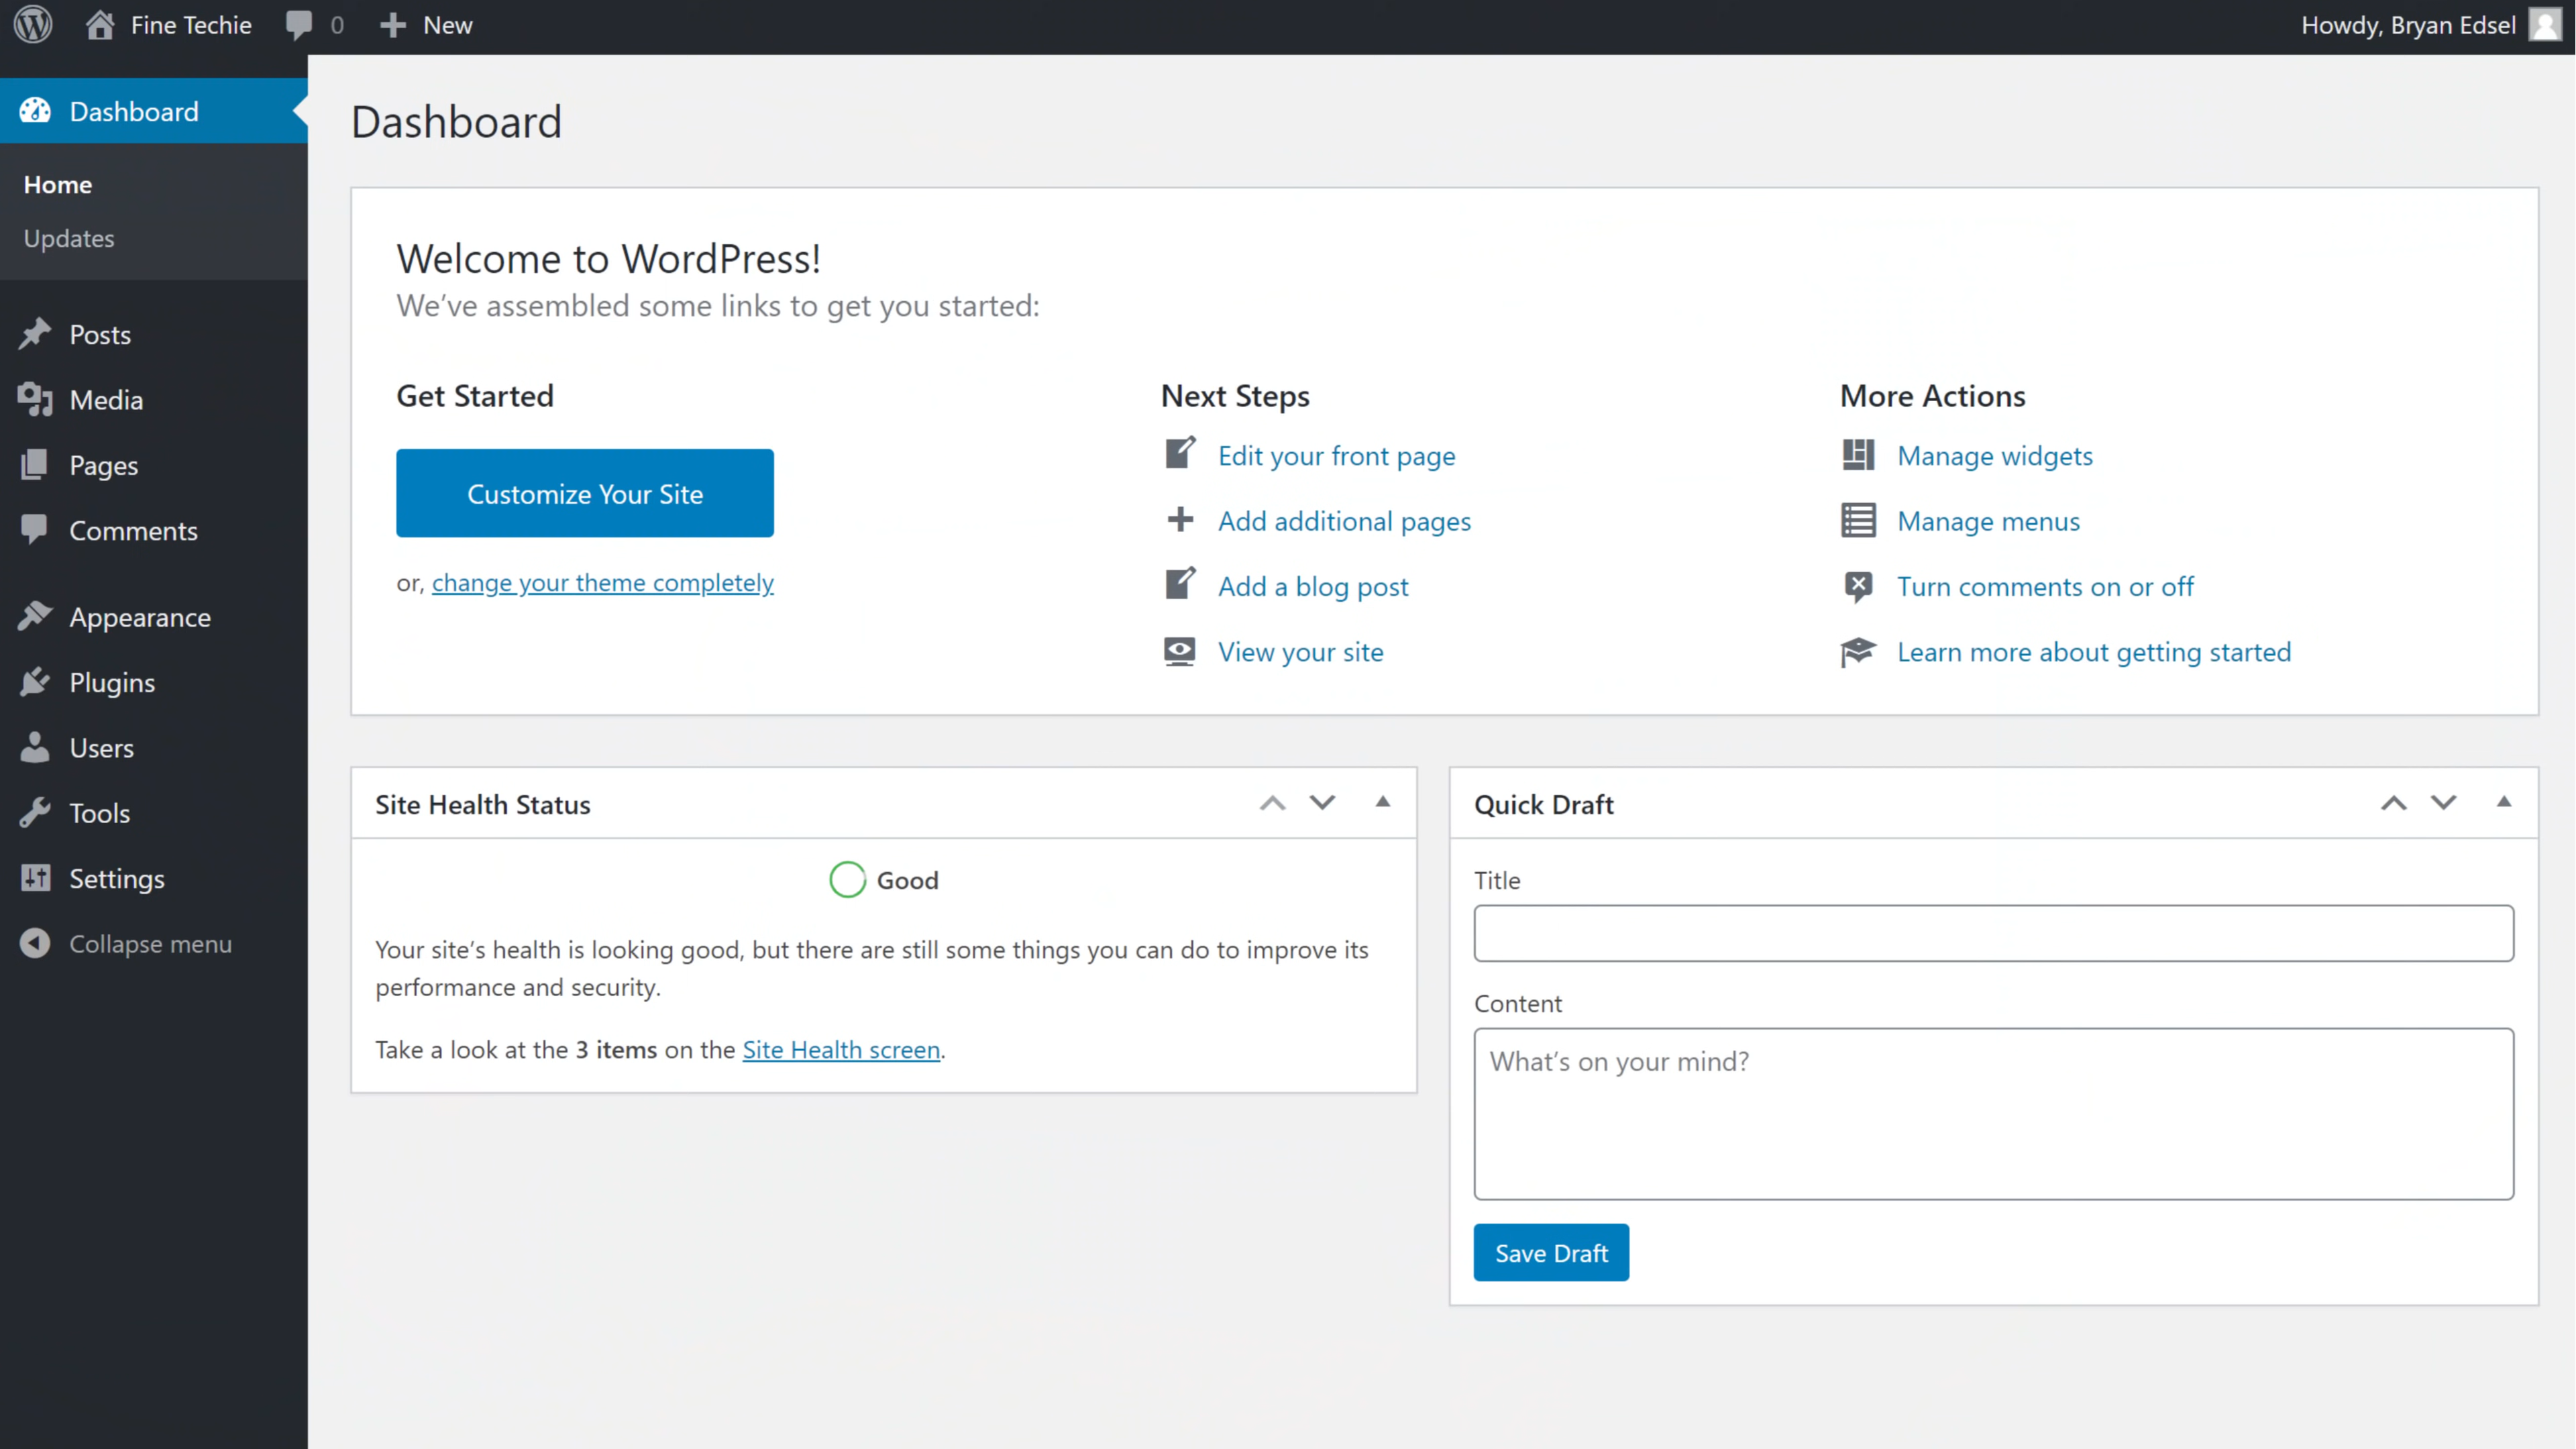 Fine Techie 0 New Howdy, Bryan Edsel
Dashboard
Home
Updates
Posts
Media
Pages
Comments
Appearance
Plugins
Users
Tools
Settings
Collapse menu
Dashboard
Welcome to WordPress!
We've assembled some links to get you started:
Get Started
Customize Your Site
or, change your theme completely
Next Steps
Edit your front page
Add additional pages
Add a blog post
View your site
More Actions
Manage widgets
Manage menus
Turn comments on or off
Learn more about getting started
Site Health Status
Good
Your site's health is looking good, but there are still some things you can do to improve its
performance and security.
Take a look at the 3 items on the Site Health screen.
Quick Draft
Title
Content
What's on your mind?
Save Draft